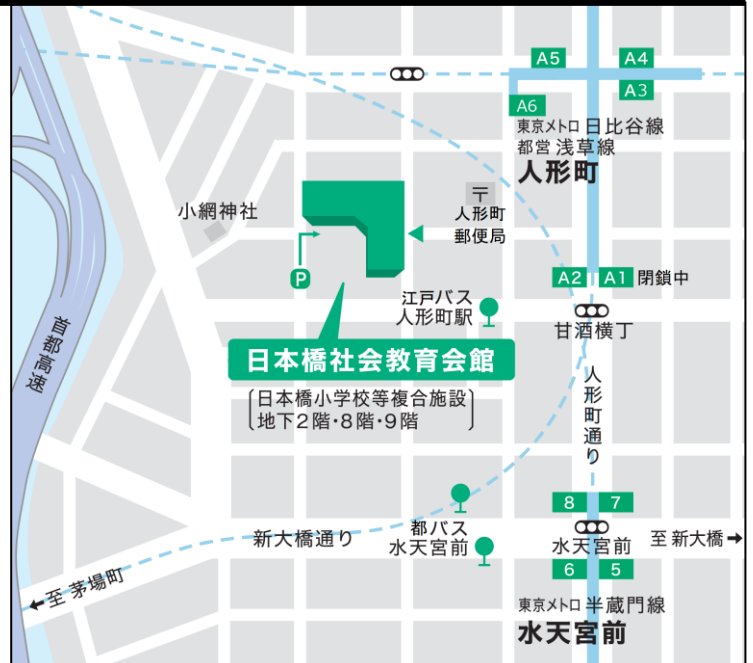 A5
A4
A3
A6
東京メトロ 日比谷線
都営 浅草線
人形町
〒
人形町
郵便局
小網神社
P
A2
A1
閉鎖中
江戸バス
人形町駅
甘酒横丁
首都高速
日本橋社会教育会館
日本橋小学校等複合施設
地下2階・8階・9階
人形町通り
8
7
新大橋通り
都バス
水天宮前
水天宮前
至 新大橋→
6
5
←至 茅場町
東京メトロ 半蔵門線
水天宮前